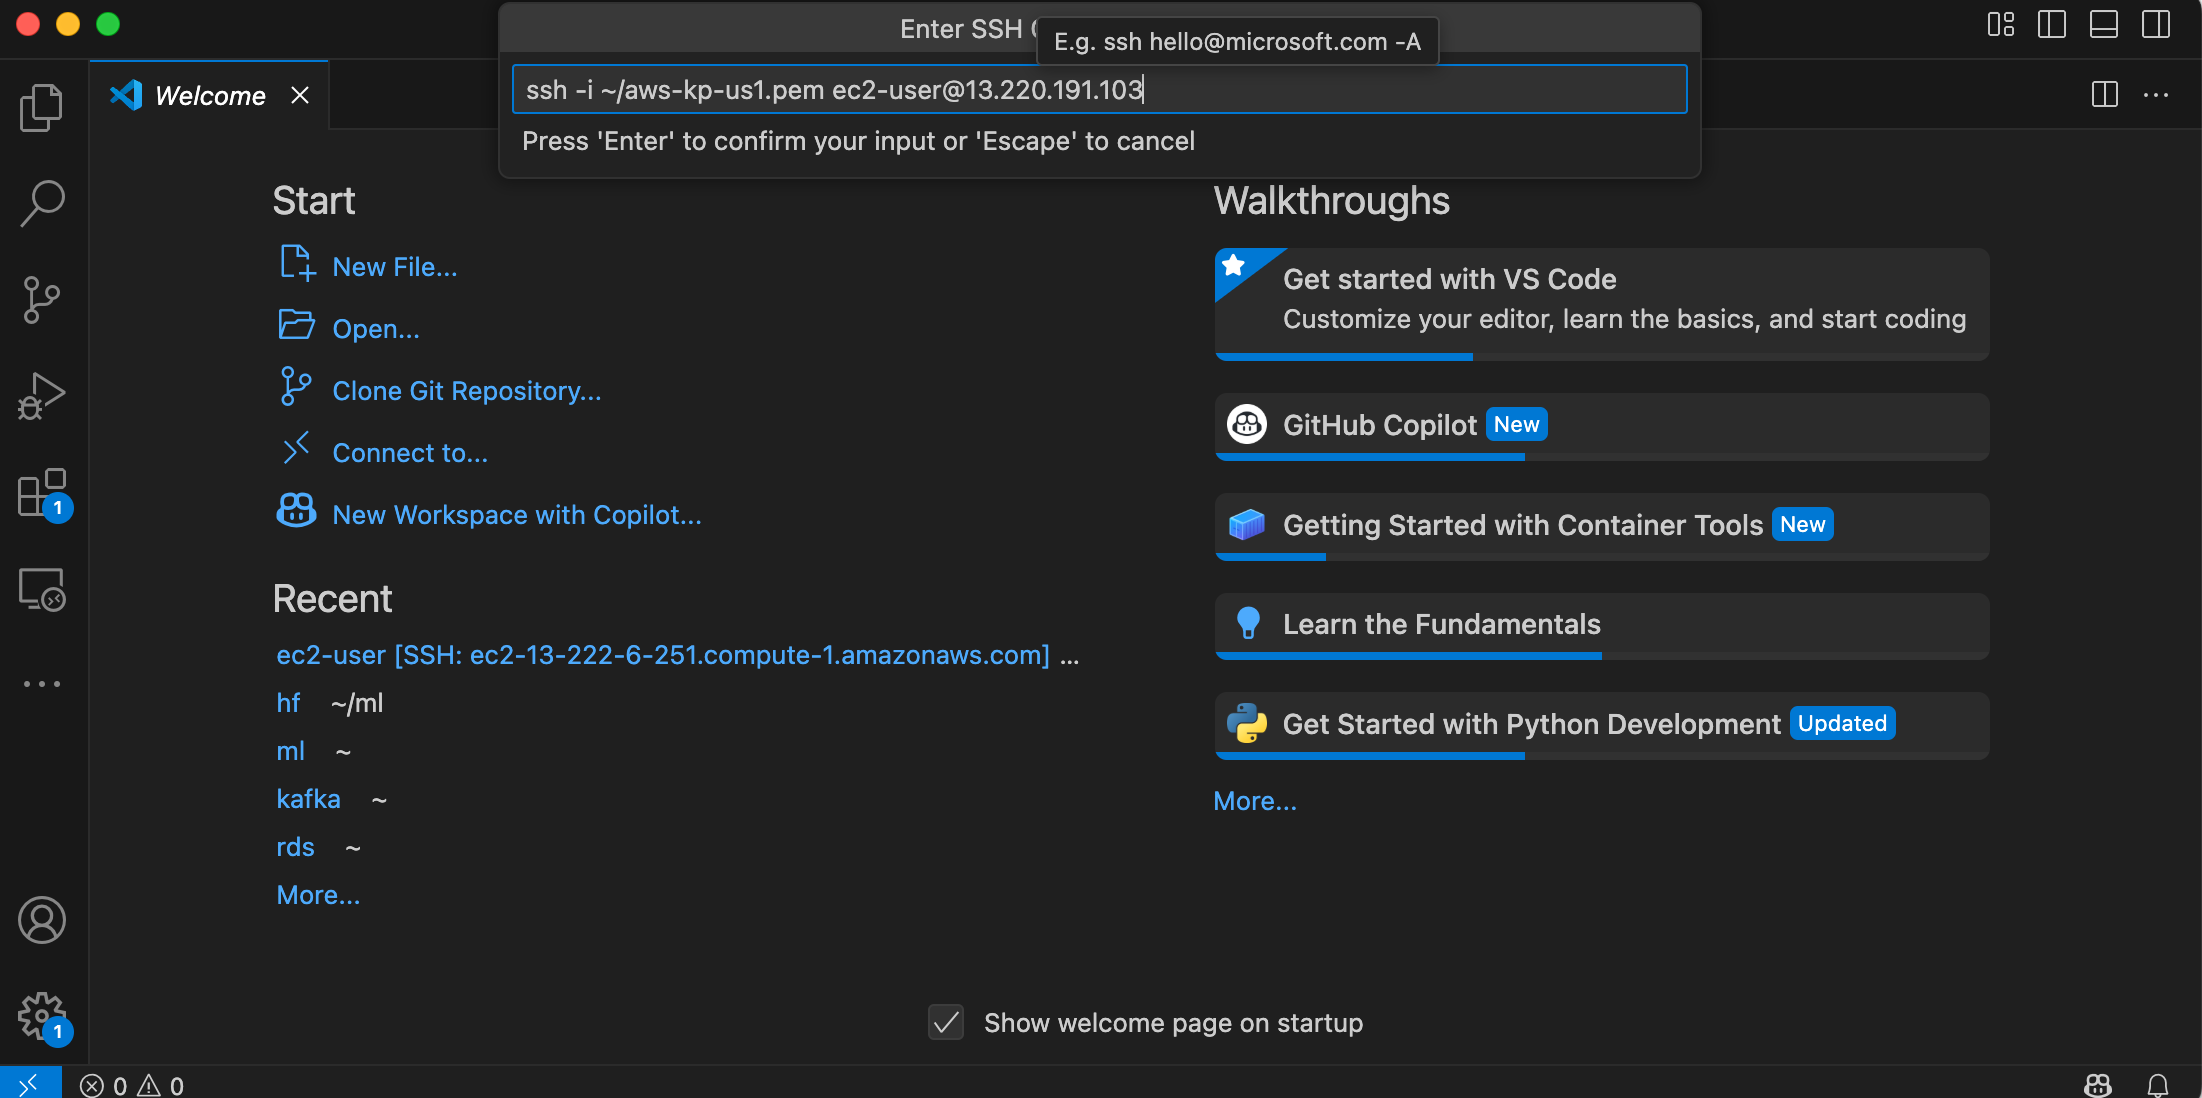 Enter SSH
E.g. ssh hello@microsoft.com -A
ssh -i ~/aws-kp-us1.pem ec2-user@13.220.191.103
Press 'Enter' to confirm your input or 'Escape' to cancel
Welcome
Start
New File...
Open...
Clone Git Repository...
Connect to...
New Workspace with Copilot...
Recent
ec2-user [SSH: ec2-13-222-6-251.compute-1.amazonaws.com] ...
hf ~/ml
ml ~
kafka ~
rds ~
More...
Walkthroughs
Get started with VS Code
Customize your editor, learn the basics, and start coding
GitHub Copilot New
Getting Started with Container Tools New
Learn the Fundamentals
Get Started with Python Development Updated
More...
1
1
Show welcome page on startup
0 0